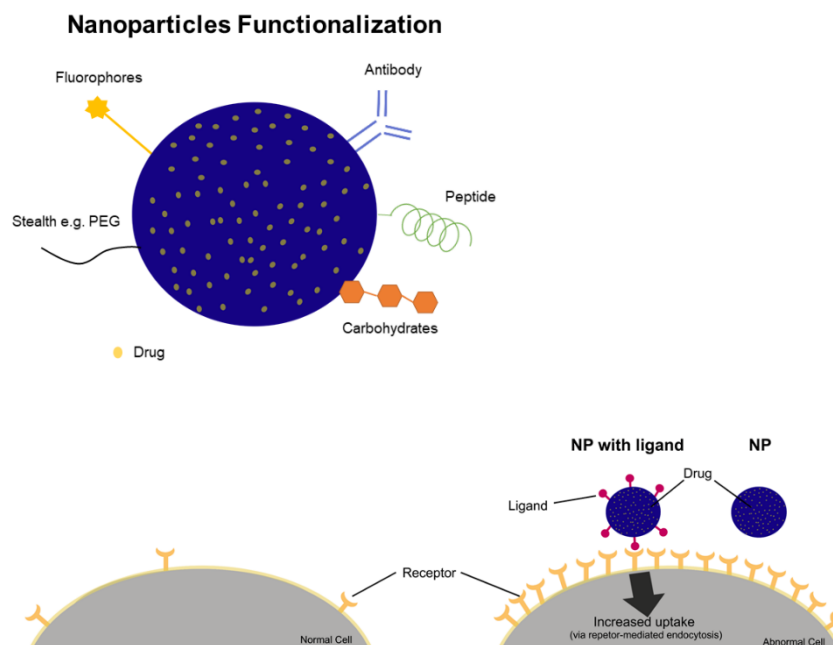 Nanoparticles Functionalization
Antibody
Fluorophores
Peptide
Stealth e.g. PEG
Carbohydrates
Drug
NP with ligand
NP
Drug
Ligand
Receptor
Increased uptake
(via repetor-mediated endocytosis)
Normal Cell
Abnormal Cell